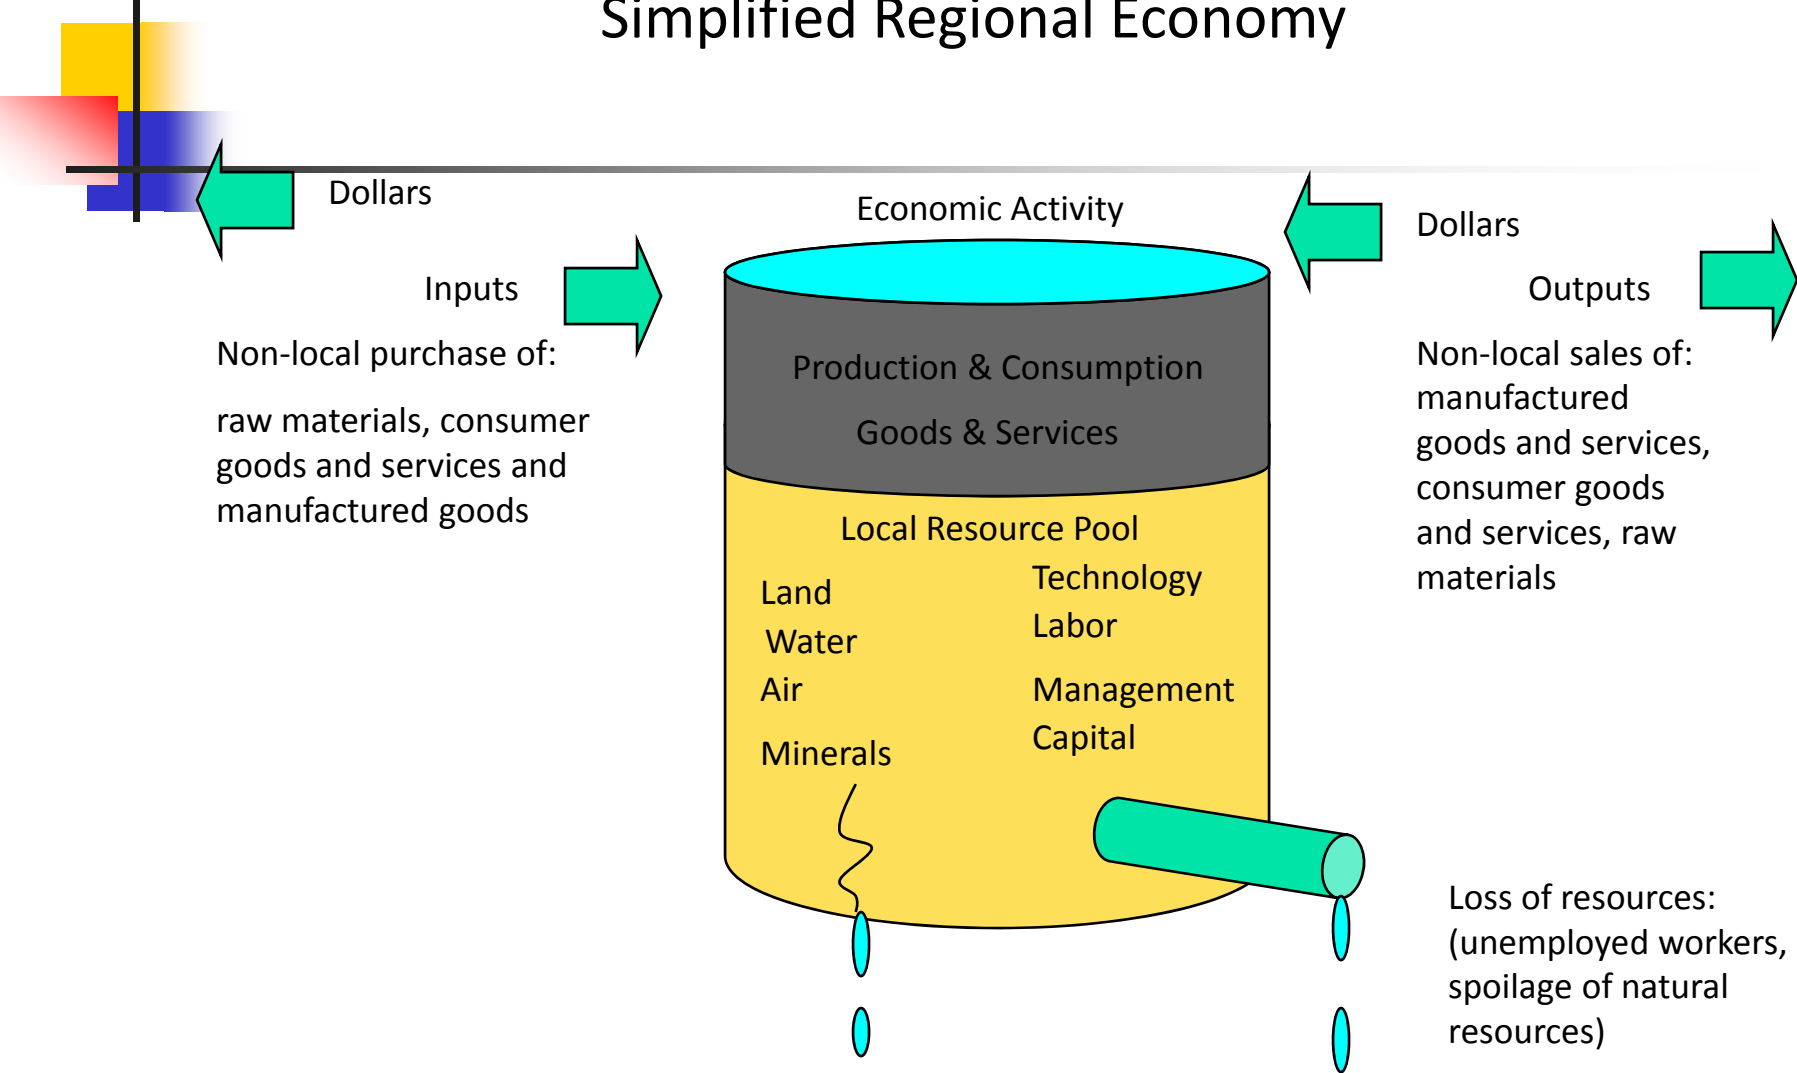 Simplified Regional Economy
Dollars
Inputs
Non-local purchase of:
raw materials, consumer
goods and services and
manufactured goods
Economic Activity
Production & Consumption
Goods & Services
Local Resource Pool
Land
Water
Air
Minerals
Technology
Labor
Management
Capital
Dollars
Outputs
Non-local sales of:
manufactured
goods and services,
consumer goods
and services, raw
materials
Loss of resources:
(unemployed workers,
spoilage of natural
resources)